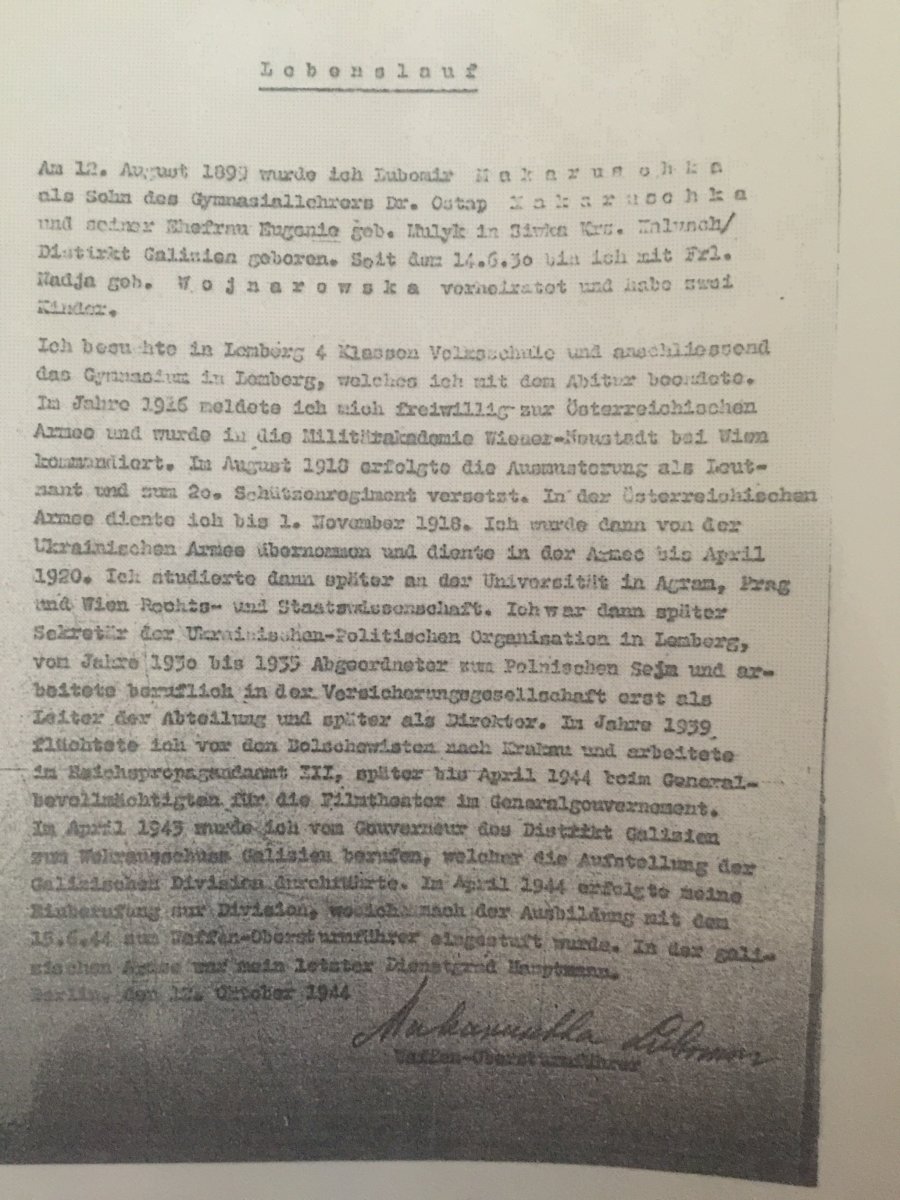 L e b e n s l a u f
Am 12. August 1899 wurde ich Lubomir M a k a r u s c h k a
als Sohn des Gymnasiallehrers Dr. Ostap M a k a r u s c h k a
und seiner Ehefrau Eugenie geb. Mulyk in Siwka Krs. Kalusch/
Distirkt Galizien geboren. Seit dem 14.6.30 bin ich mit Frl.
Nadja geb. W o j n a r o w s k a verheiratet und habe zwei
Kinder.
Ich besuchte in Lemberg 4 Klassen Volksschule und anschliessend
das Gymnasium in Lemberg, welches ich mit dem Abitur beendete.
Im Jahre 1916 meldete ich mich freiwillig zur Österreichischen
Armee und wurde in die Militärakademie Wiener-Neustadt bei Wien
kommandiert. Im August 1918 erfolgte die Ausmusterung als Leut-
nant und zum 20. Schützenregiment versetzt. In der Österreichischen
Armee diente ich bis 1. November 1918. Ich wurde dann von der
Ukrainischen Armee übernommen und diente in der Armee bis April
1920. Ich studierte dann später an der Universität in Agram, Prag
und Wien Rechts- und Staatswissenschaft. Ich war dann später
Sekretär der Ukrainischen-Politischen Organisation in Lemberg,
vom Jahre 1930 bis 1935 Abgeordneter zum Polnischen Sejm und ar-
beitete beruflich in der Versicherungsgesellschaft erst als
Leiter der Abteilung und später als Direktor. Im Jahre 1939
flüchtete ich vor den Bolschewisten nach Krakau und arbeitete
im Reichspropagandaamt III, später bis April 1944 beim General-
bevollmächtigten für die Filmtheater im Generalgouvernement.
Im April 1943 wurde ich vom Gouverneur des Distrikt Galizien
zum Wehrausschuss Galizien berufen, welcher die Aufstellung der
Galizischen Division durchführte. Im April 1944 erfolgte meine
Einberufung zur Division, wo ich nach der Ausbildung mit dem
15.6.44 zum Waffen-Obersturmführer eingestuft wurde. In der gali-
zischen Armee war mein letzter Dienstgrad Hauptmann.
Berlin, den 12. Oktober 1944
Makaruschka Lubomir
Waffen-Obersturmführer